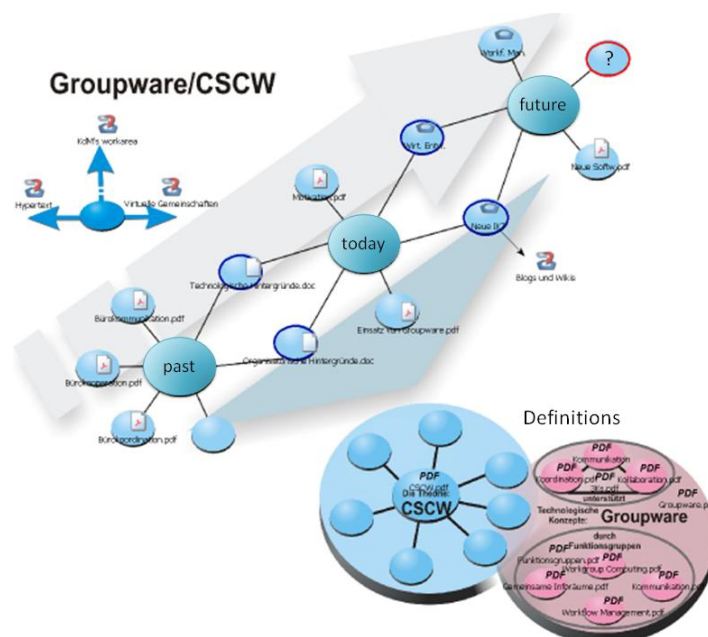 Groupware/CSCW
KdM's workarea
Hypertext
Virtuelle Gemeinschaften
Workf. Man.
?
future
Wirt. Entw.
Neue Softw.pdf
Motivation.pdf
today
Blogs und Wikis
Technologische Hintergründe.doc
Einsatz von Groupware.pdf
Bürokommunikation.pdf
Organisatorische Hintergründe.doc
past
Bürokooperation.pdf
Bürokoordination.pdf
Definitions
PDF
CSCW.pdf
Die Theorie:
CSCW
PDF
Kommunikation
PDF
Koordination.pdf
PDF
Kollaboration.pdf
PDF
3Ks.pdf
unterstützt
PDF
Groupware.pdf
Technologische
Konzepte:
Groupware
durch
Funktionsgruppen
PDF
Funktionsgruppen.pdf
PDF
Workgroup Computing.pdf
PDF
Gemeinsame Inforäume.pdf
PDF
Kommunikation.pdf
PDF
Workflow Management.pdf